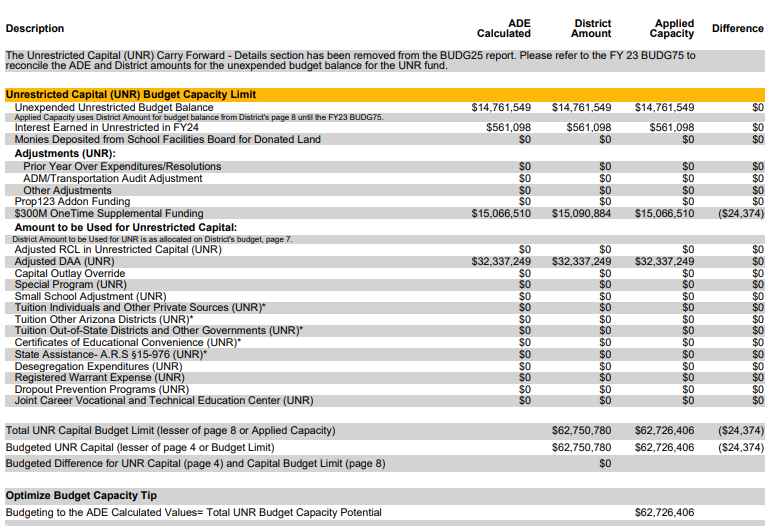 Description ADE Calculated District Amount Applied Capacity Difference
The Unrestricted Capital (UNR) Carry Forward - Details section has been removed from the BUDG25 report. Please refer to the FY 23 BUDG75 to
reconcile the ADE and District amounts for the unexpended budget balance for the UNR fund.
Unrestricted Capital (UNR) Budget Capacity Limit
Unexpended Unrestricted Budget Balance $14,761,549 $14,761,549 $14,761,549 $0
Applied Capacity uses District Amount for budget balance from District's page 8 until the FY23 BUDG75.
Interest Earned in Unrestricted in FY24 $561,098 $561,098 $561,098 $0
Monies Deposited from School Facilities Board for Donated Land $0 $0 $0 $0
Adjustments (UNR):
Prior Year Over Expenditures/Resolutions $0 $0 $0 $0
ADM/Transportation Audit Adjustment $0 $0 $0 $0
Other Adjustments $0 $0 $0 $0
Prop123 Addon Funding $0 $0 $0 $0
$300M OneTime Supplemental Funding $15,066,510 $15,090,884 $15,066,510 ($24,374)
Amount to be Used for Unrestricted Capital:
District Amount to be Used for UNR is as allocated on District's budget, page 7.
Adjusted RCL in Unrestricted Capital (UNR) $0 $0 $0 $0
Adjusted DAA (UNR) $32,337,249 $32,337,249 $32,337,249 $0
Capital Outlay Override $0 $0 $0 $0
Special Program (UNR) $0 $0 $0 $0
Small School Adjustment (UNR) $0 $0 $0 $0
Tuition Individuals and Other Private Sources (UNR)* $0 $0 $0 $0
Tuition Other Arizona Districts (UNR)* $0 $0 $0 $0
Tuition Out-of-State Districts and Other Governments (UNR)* $0 $0 $0 $0
Certificates of Educational Convenience (UNR)* $0 $0 $0 $0
State Assistance- A.R.S §15-976 (UNR)* $0 $0 $0 $0
Desegregation Expenditures (UNR) $0 $0 $0 $0
Registered Warrant Expense (UNR) $0 $0 $0 $0
Dropout Prevention Programs (UNR) $0 $0 $0 $0
Joint Career Vocational and Technical Education Center (UNR) $0 $0 $0 $0
Total UNR Capital Budget Limit (lesser of page 8 or Applied Capacity) $62,750,780 $62,726,406 ($24,374)
Budgeted UNR Capital (lesser of page 4 or Budget Limit) $62,750,780 $62,726,406 ($24,374)
Budgeted Difference for UNR Capital (page 4) and Capital Budget Limit (page 8) $0
Optimize Budget Capacity Tip
Budgeting to the ADE Calculated Values= Total UNR Budget Capacity Potential $62,726,406